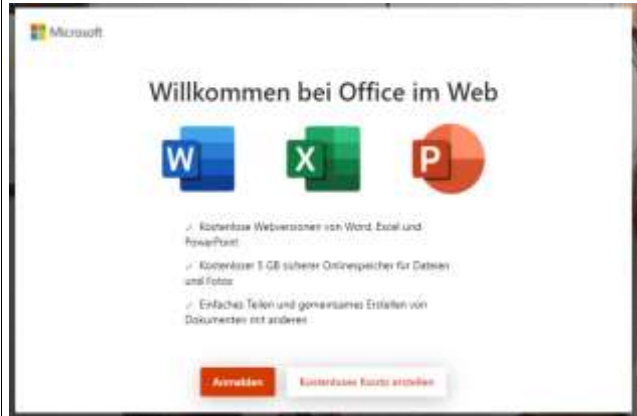 Microsoft
Willkommen bei Office im Web
W X P
✓ Kostenlose Webversionen von Word, Excel und
PowerPoint
✓ Kostenloser 5 GB sicherer Onlinespeicher für Dateien
und Fotos
✓ Einfaches Teilen und gemeinsames Erstellen von
Dokumenten mit anderen
Anmelden Kostenloses Konto erstellen